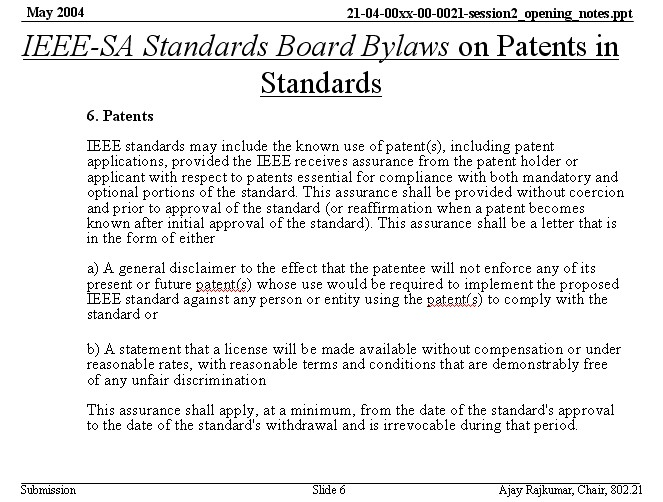 May 2004 21-04-00xx-00-0021-session2_opening_notes.ppt
IEEE-SA Standards Board Bylaws on Patents in
Standards
6. Patents
IEEE standards may include the known use of patent(s), including patent
applications, provided the IEEE receives assurance from the patent holder or
applicant with respect to patents essential for compliance with both mandatory and
optional portions of the standard. This assurance shall be provided without coercion
and prior to approval of the standard (or reaffirmation when a patent becomes
known after initial approval of the standard). This assurance shall be a letter that is
in the form of either
a) A general disclaimer to the effect that the patentee will not enforce any of its
present or future patent(s) whose use would be required to implement the proposed
IEEE standard against any person or entity using the patent(s) to comply with the
standard or
b) A statement that a license will be made available without compensation or under
reasonable rates, with reasonable terms and conditions that are demonstrably free
of any unfair discrimination
This assurance shall apply, at a minimum, from the date of the standard's approval
to the date of the standard's withdrawal and is irrevocable during that period.
Submission Slide 6 Ajay Rajkumar, Chair, 802.21